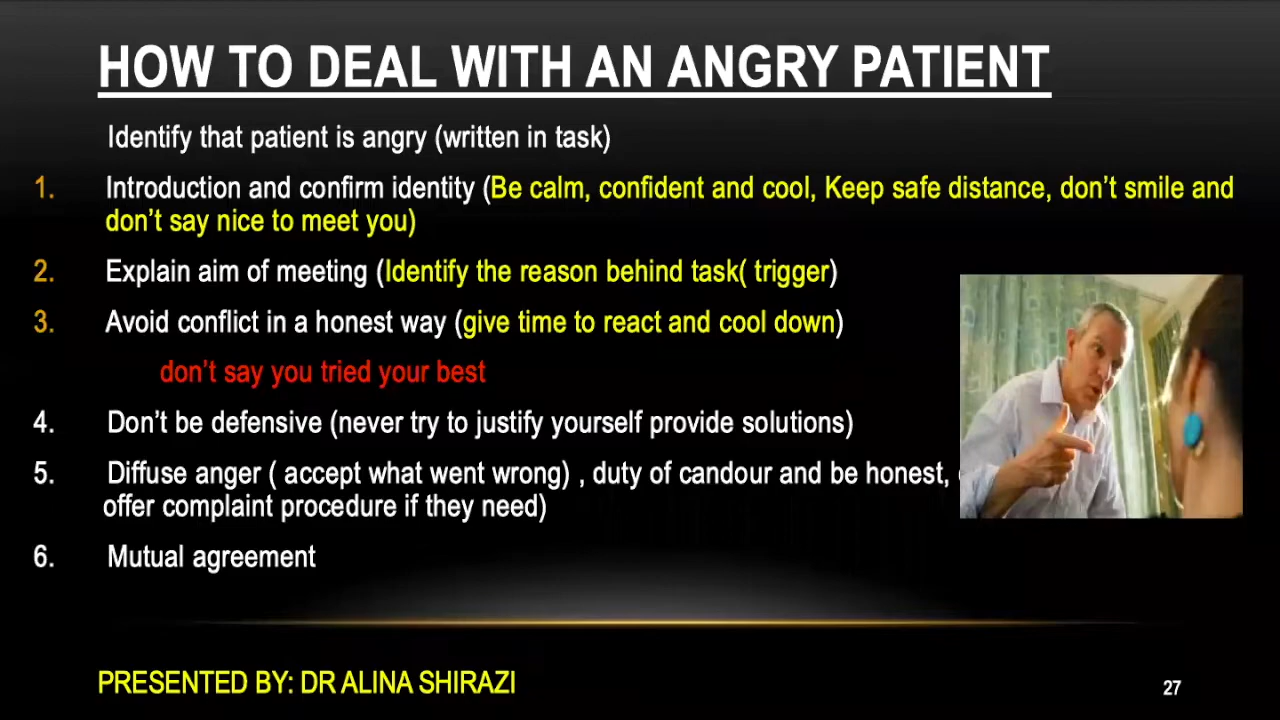 HOW TO DEAL WITH AN ANGRY PATIENT
Identify that patient is angry (written in task)
1. Introduction and confirm identity (Be calm, confident and cool, Keep safe distance, don't smile and
don't say nice to meet you)
2. Explain aim of meeting (Identify the reason behind task( trigger)
3. Avoid conflict in a honest way (give time to react and cool down)
don't say you tried your best
4. Don't be defensive (never try to justify yourself provide solutions)
5. Diffuse anger ( accept what went wrong) , duty of candour and be honest,
offer complaint procedure if they need)
6. Mutual agreement
PRESENTED BY: DR ALINA SHIRAZI
27